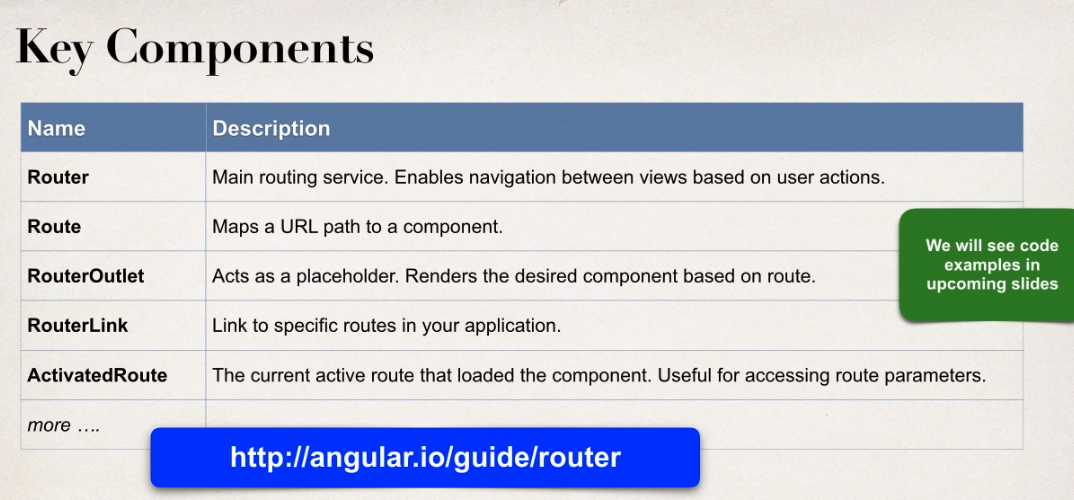 Key Components
Name Description
Router Main routing service. Enables navigation between views based on user actions.
Route Maps a URL path to a component.
RouterOutlet Acts as a placeholder. Renders the desired component based on route.
RouterLink Link to specific routes in your application.
ActivatedRoute The current active route that loaded the component. Useful for accessing route parameters.
more ....
We will see code
examples in
upcoming slides
http://angular.io/guide/router